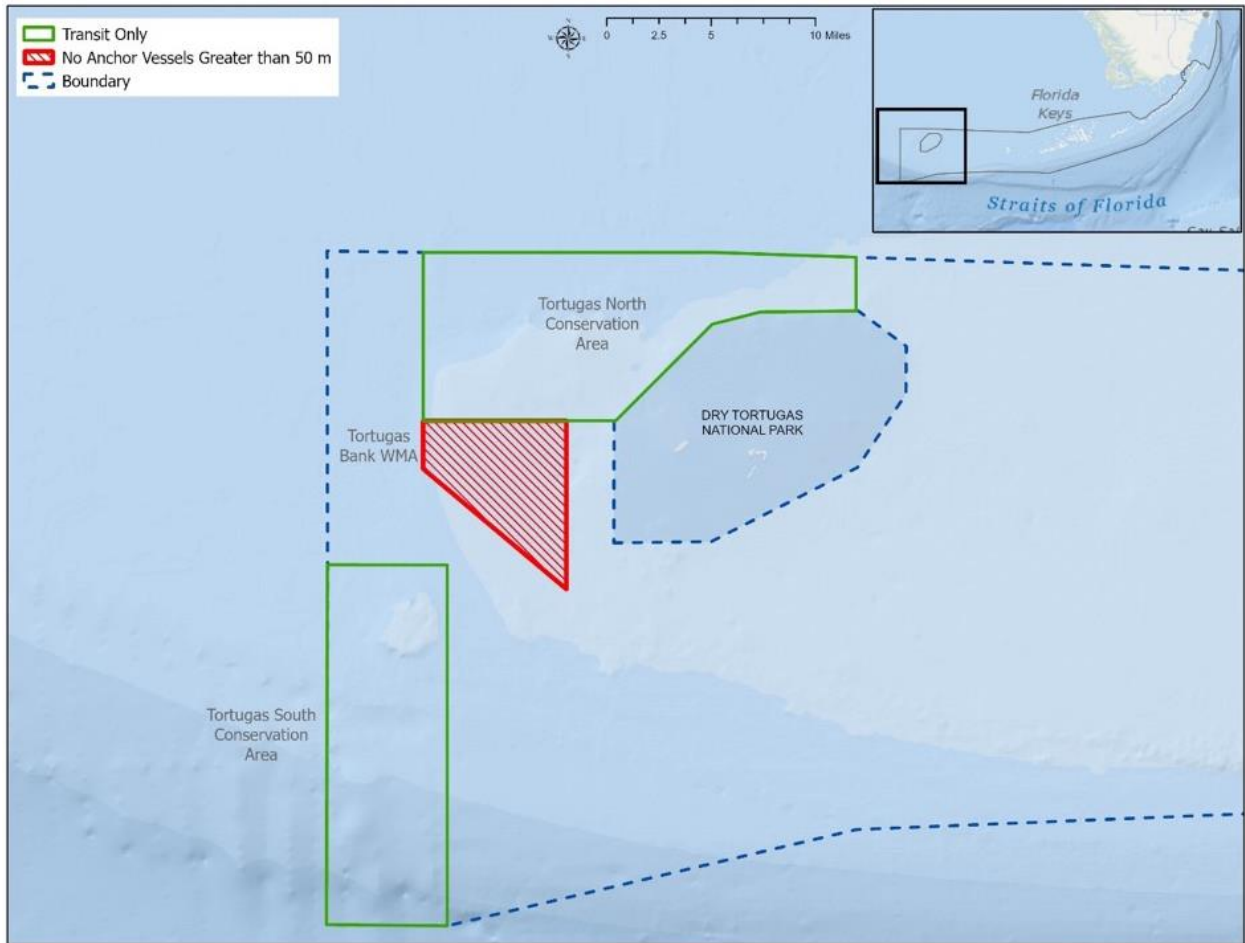 Transit Only
No Anchor Vessels Greater than 50 m
Boundary
0 2.5 5 10 Miles
Florida
Keys
Straits of Florida
Tortugas North
Conservation
Area
DRY TORTUGAS
NATIONAL PARK
Tortugas
Bank WMA
Tortugas South
Conservation
Area